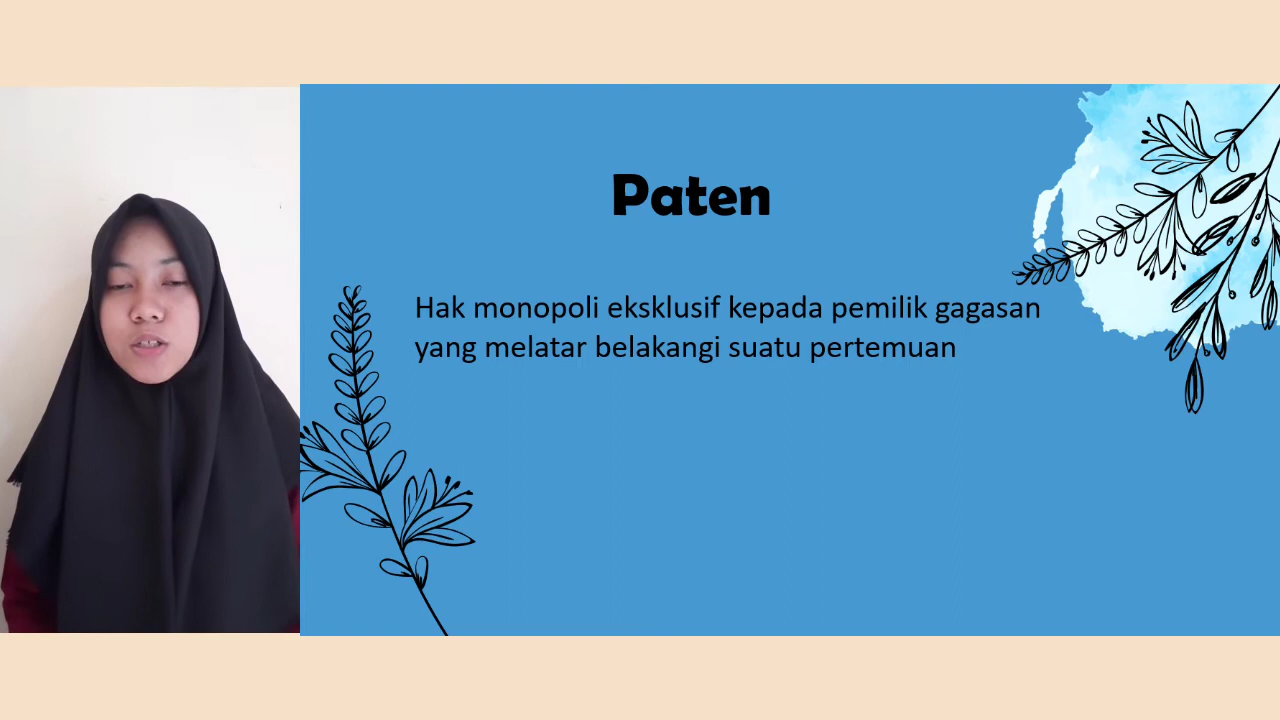 Paten
Hak monopoli eksklusif kepada pemilik gagasan
yang melatar belakangi suatu pertemuan